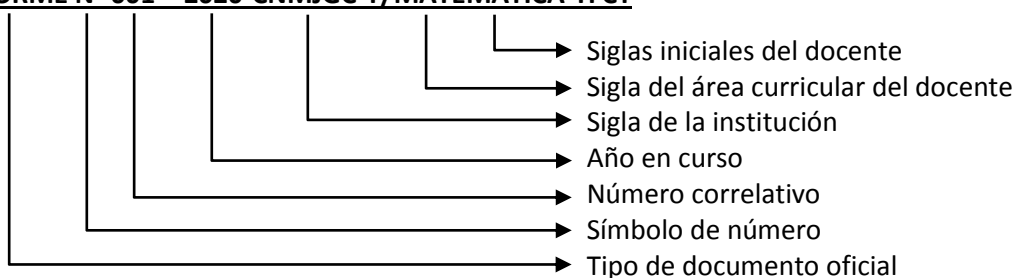 Siglas iniciales del docente
Sigla del área curricular del docente
Sigla de la institución
Año en curso
Número correlativo
Símbolo de número
Tipo de documento oficial